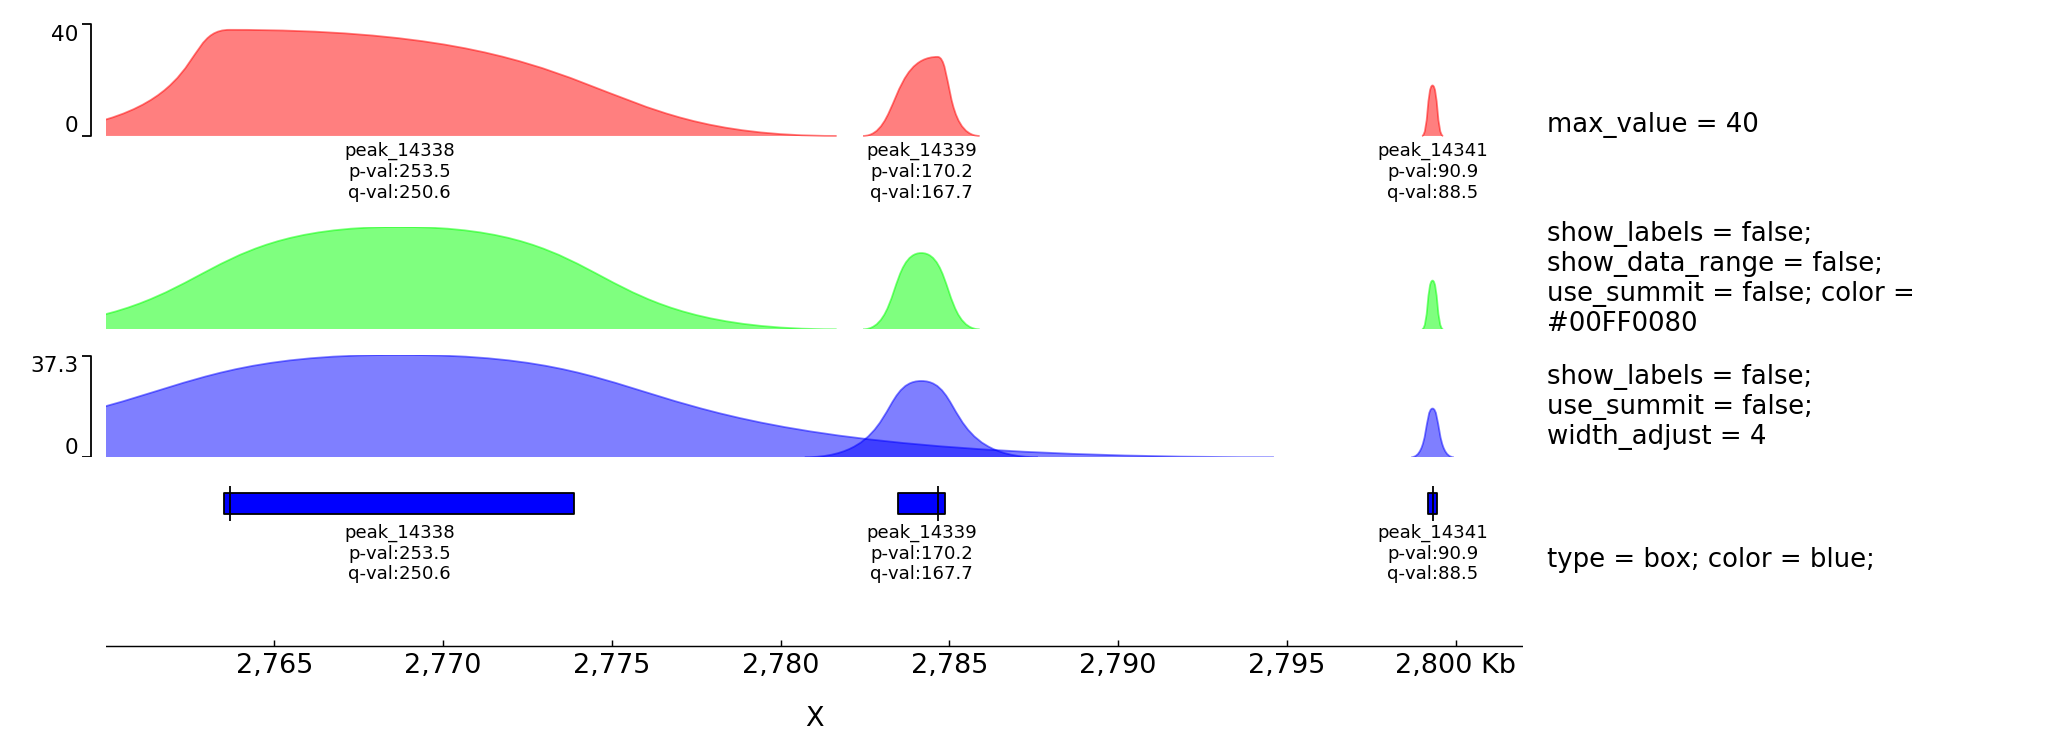 40
0
peak_14338
p-val:253.5
q-val:250.6
peak_14339
p-val:170.2
q-val:167.7
peak_14341
p-val:90.9
q-val:88.5
max_value = 40
show_labels = false;
show_data_range = false;
use_summit = false; color =
#00FF0080
37.3
0
show_labels = false;
use_summit = false;
width_adjust = 4
peak_14338
p-val:253.5
q-val:250.6
peak_14339
p-val:170.2
q-val:167.7
peak_14341
p-val:90.9
q-val:88.5
type = box; color = blue;
2,765 2,770 2,775 2,780 2,785 2,790 2,795 2,800 Kb
X